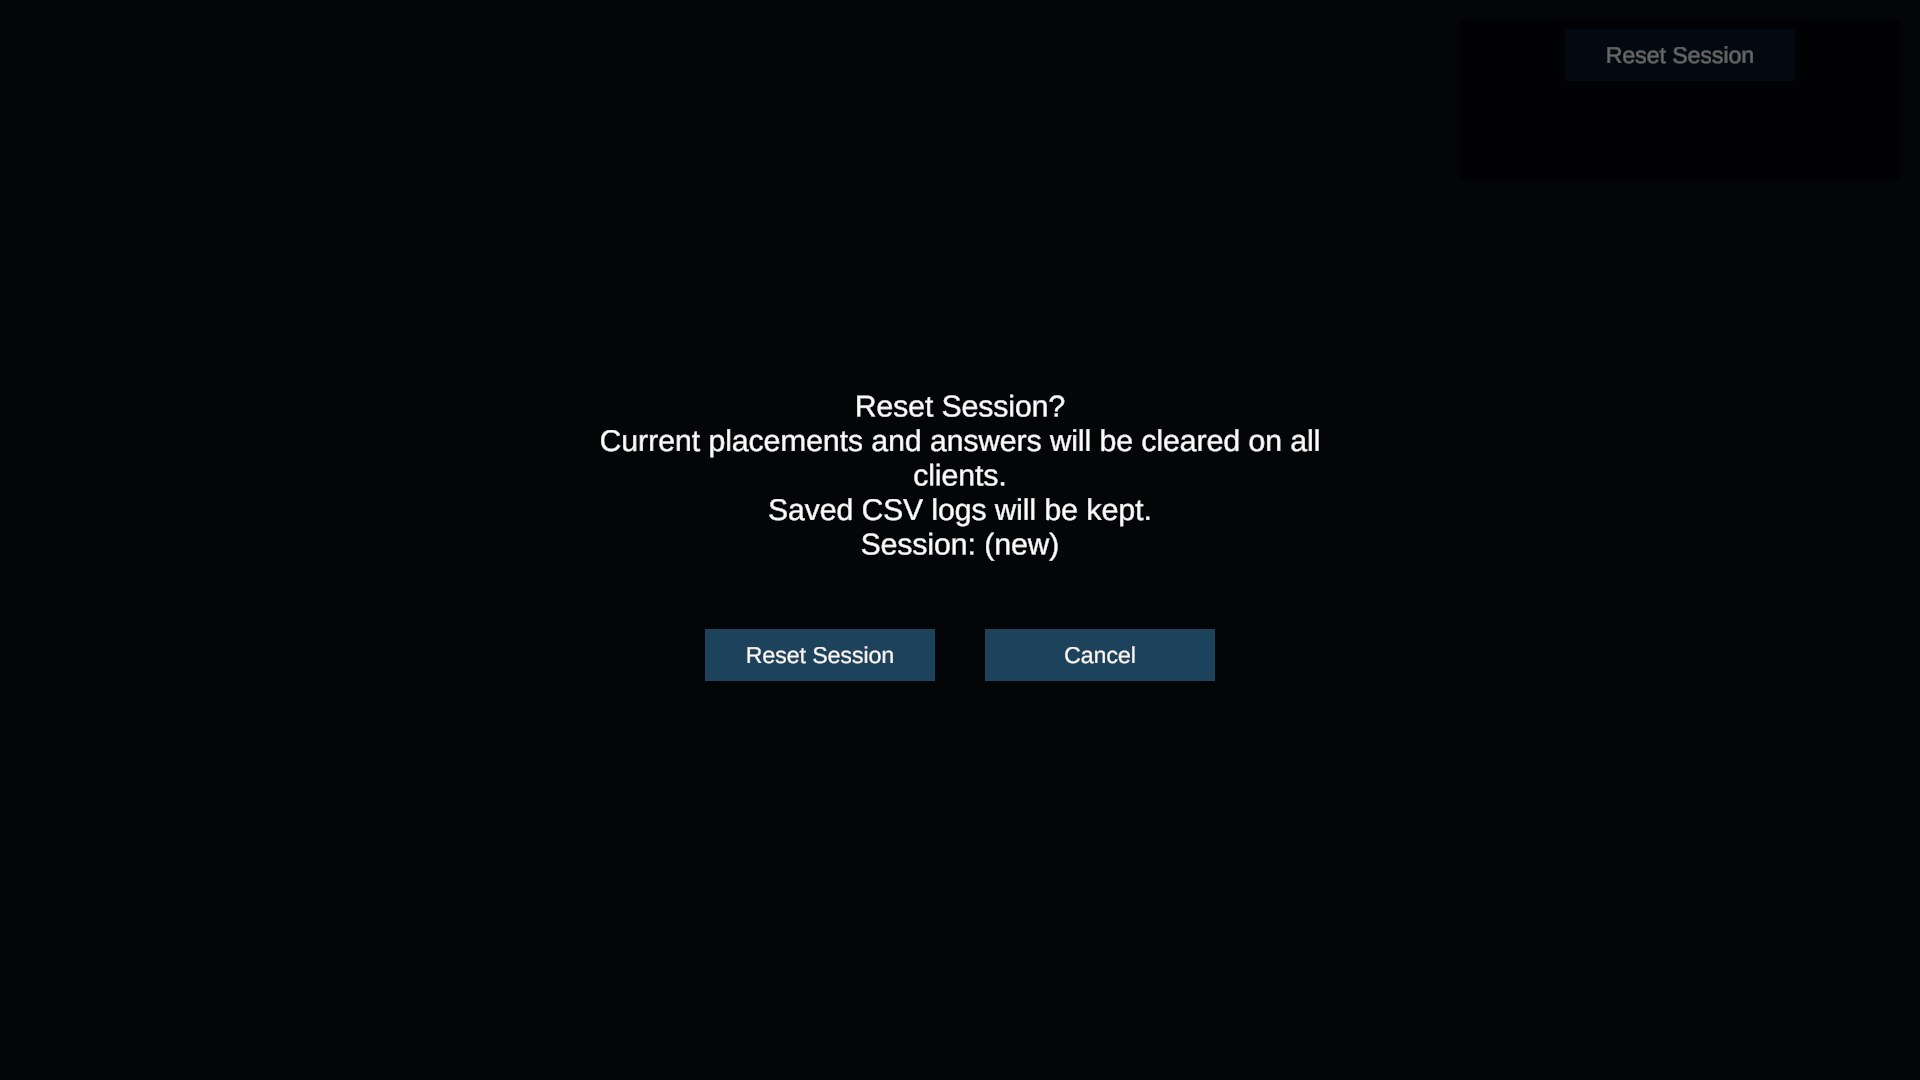 Reset Session
Reset Session?
Current placements and answers will be cleared on all
clients.
Saved CSV logs will be kept.
Session: (new)
Reset Session
Cancel